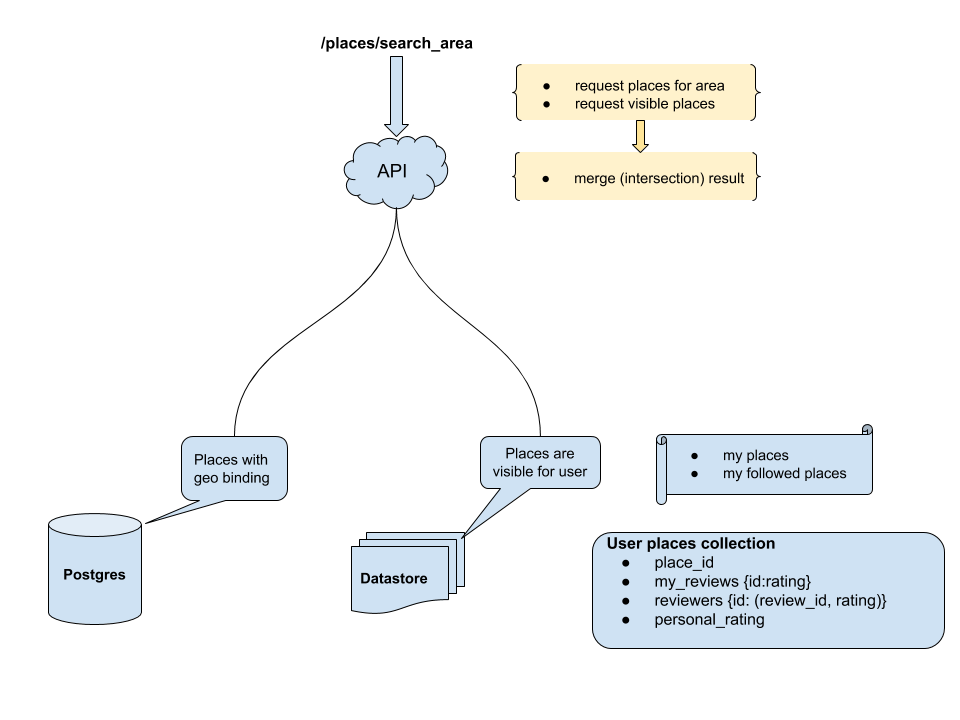 /places/search_area
● request places for area
● request visible places
API
● merge (intersection) result
Places with
geo binding
Places are
visible for user
● my places
● my followed places
Postgres
Datastore
User places collection
● place_id
● my_reviews {id:rating}
● reviewers {id: (review_id, rating)}
● personal_rating